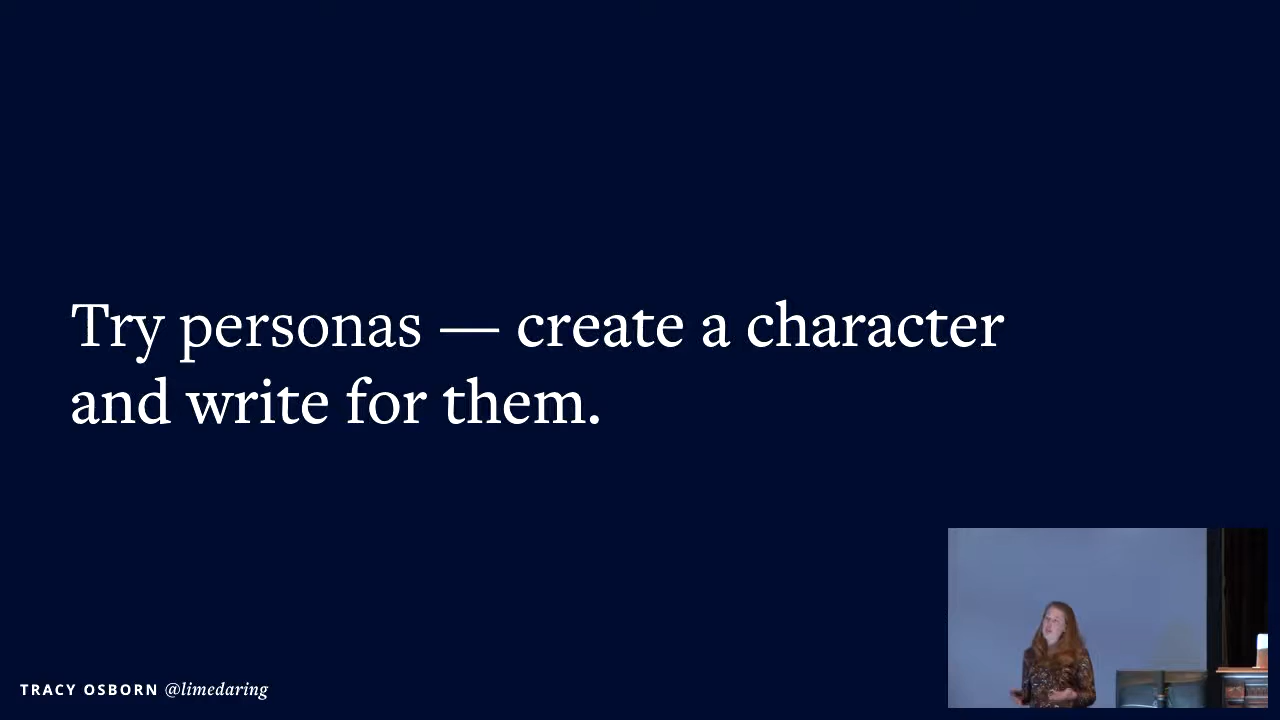 Try personas — create a character
and write for them.
TRACY OSBORN @limedaring